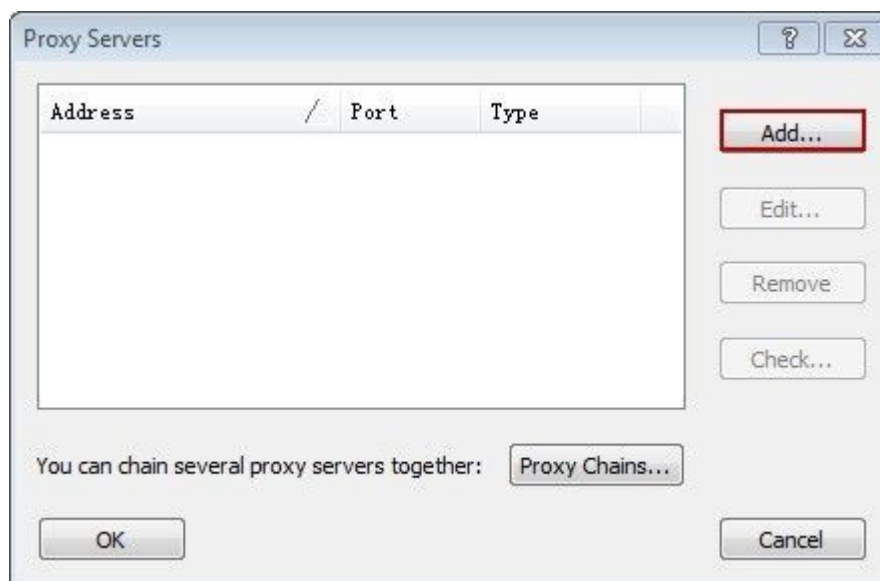 Proxy Servers
Address Port Type
Add...
Edit...
Remove
Check...
You can chain several proxy servers together: Proxy Chains...
OK Cancel